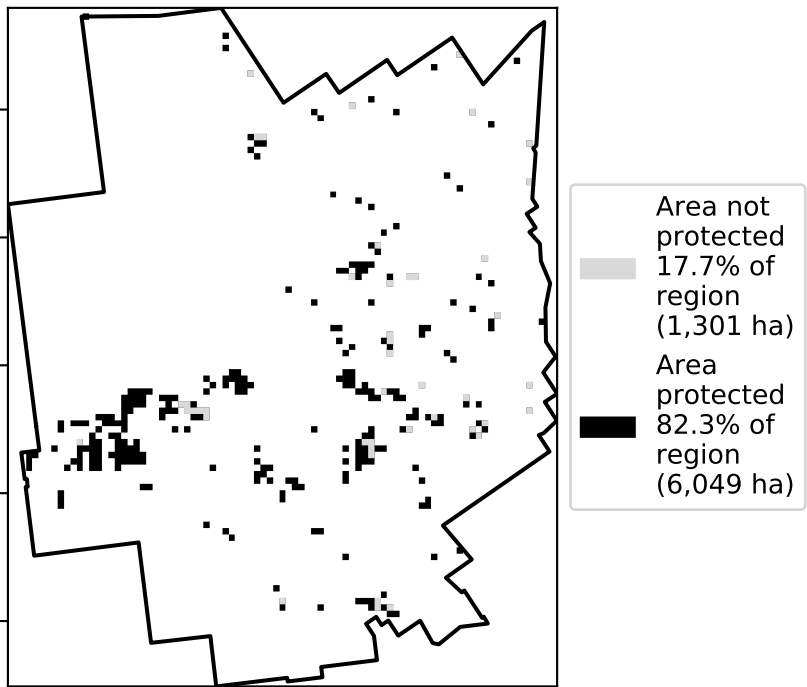 Area not
protected
17.7% of
region
(1,301 ha)
Area
protected
82.3% of
region
(6,049 ha)